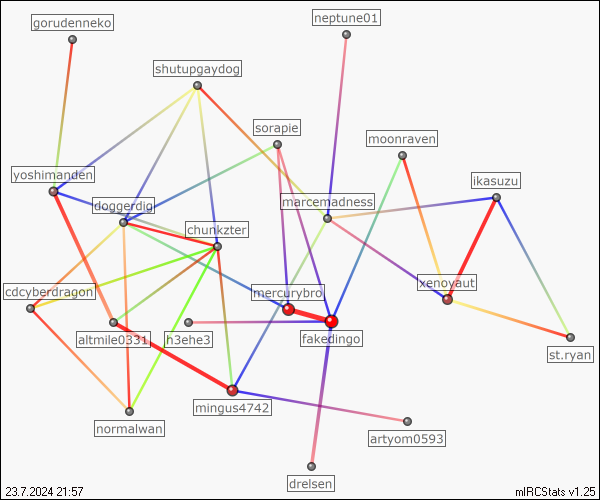 neptune01
gorudenneko
shutupgaydog
sorapie
moonraven
yoshimanden
ikasuzu
marcemadness
doggerdig
chunkzter
xenoyaut
cdcyberdragon
mercurybro
altmile0331
h3ehe3
fakedingo
st.ryan
mingus4742
normalwan
artyom0593
drelsen
23.7.2024 21:57
mIRCStats v1.25